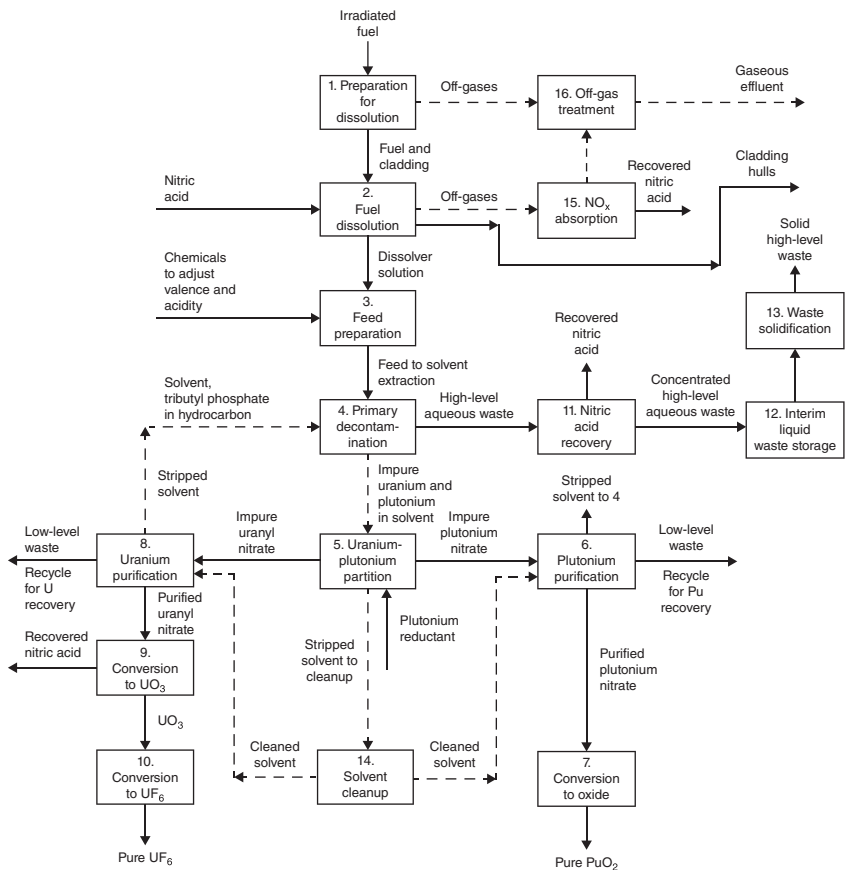 Irradiated
fuel
1. Preparation
for
dissolution
Off-gases
16. Off-gas
treatment
Gaseous
effluent
Fuel and
cladding
Nitric
acid
2.
Fuel
dissolution
Off-gases
15. NOₓ
absorption
Recovered
nitric
acid
Cladding
hulls
Dissolver
solution
Chemicals
to adjust
valence and
acidity
3.
Feed
preparation
Solid
high-level
waste
13. Waste
solidification
Recovered
nitric
acid
Feed to solvent
extraction
Solvent,
tributyl phosphate
in hydrocarbon
4. Primary
decontam-
ination
High-level
aqueous waste
11. Nitric
acid
recovery
Concentrated
high-level
aqueous waste
12. Interim
liquid
waste storage
Stripped
solvent
Impure
uranium and
plutonium
in solvent
Stripped
solvent to 4
Low-level
waste
Recycle
for U
recovery
8.
Uranium
purification
Impure
uranyl
nitrate
5. Uranium-
plutonium
partition
Impure
plutonium
nitrate
6.
Plutonium
purification
Low-level
waste
Recycle
for Pu
recovery
Purified
uranyl
nitrate
Plutonium
reductant
Recovered
nitric acid
9.
Conversion
to UO₃
Stripped
solvent to
cleanup
Purified
plutonium
nitrate
UO₃
10.
Conversion
to UF₆
Cleaned
solvent
14.
Solvent
cleanup
Cleaned
solvent
7.
Conversion
to oxide
Pure UF₆
Pure PuO₂